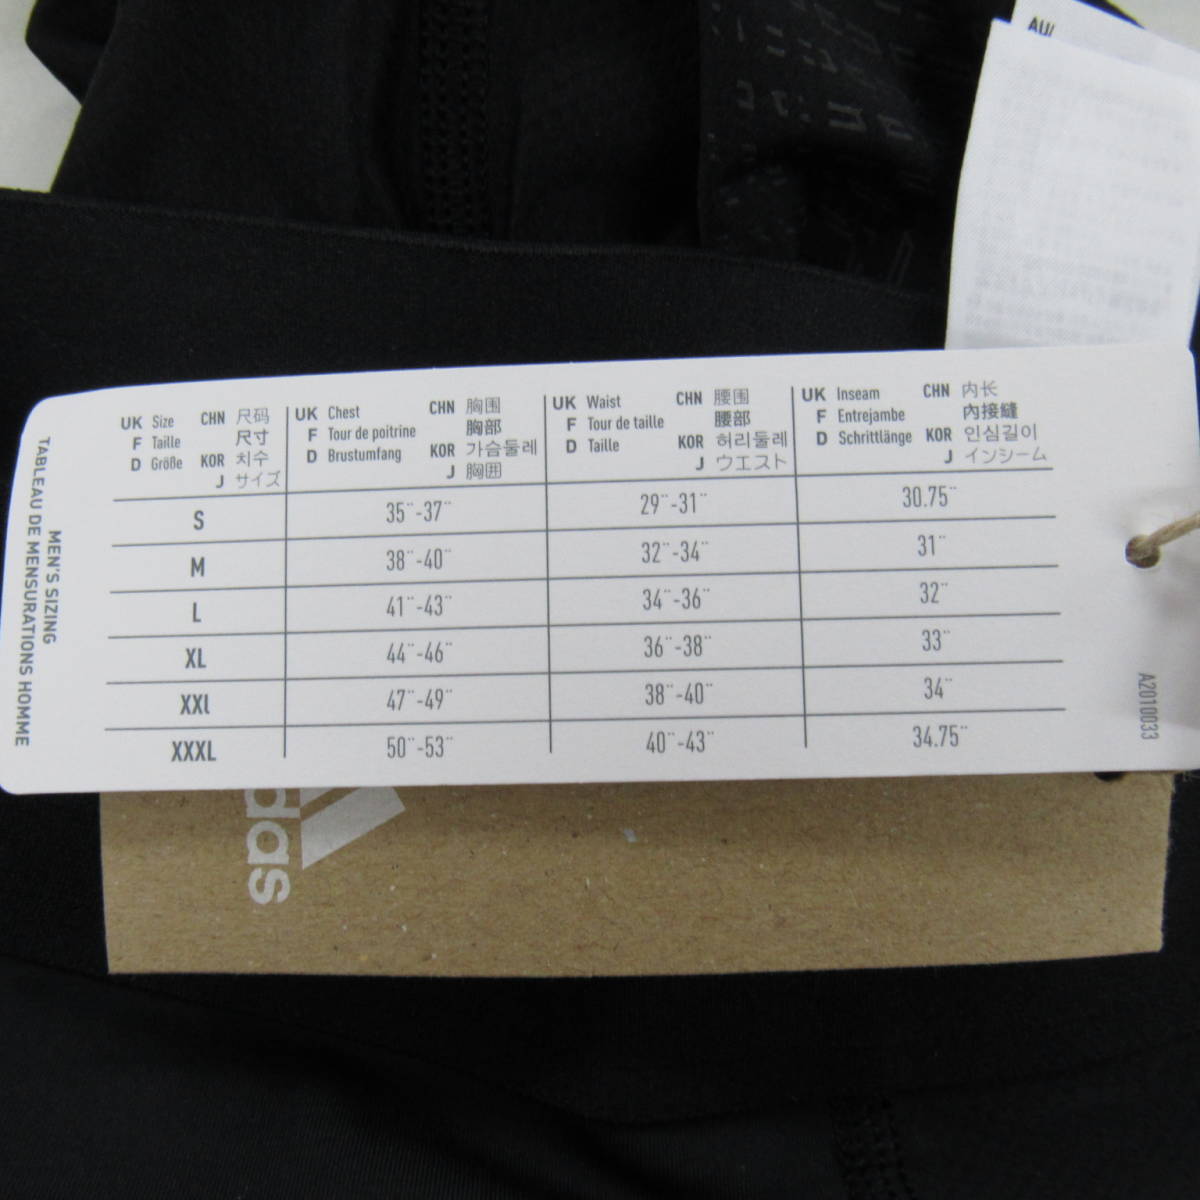 AU/
MEN'S SIZING
TABLEAU DE MENSURATIONS HOMME
UK Size CHN 尺码
F Taille 尺寸
D Größe KOR 치수
J サイズ
UK Chest CHN 胸围
F Tour de poitrine 胸部
D Brustumfang KOR 가슴둘레
J 胸囲
UK Waist CHN 腰围
F Tour de taille 腰部
D Taille KOR 허리둘레
J ウエスト
UK Inseam CHN 内长
F Entrejambe 內接縫
D Schrittlänge KOR 인심길이
J インシーム
S 35¨-37¨ 29¨-31¨ 30.75¨
M 38¨-40¨ 32¨-34¨ 31¨
L 41¨-43¨ 34¨-36¨ 32¨
XL 44¨-46¨ 36¨-38¨ 33¨
XXL 47¨-49¨ 38¨-40¨ 34¨
XXXL 50¨-53¨ 40¨-43¨ 34.75¨
A2010033
das